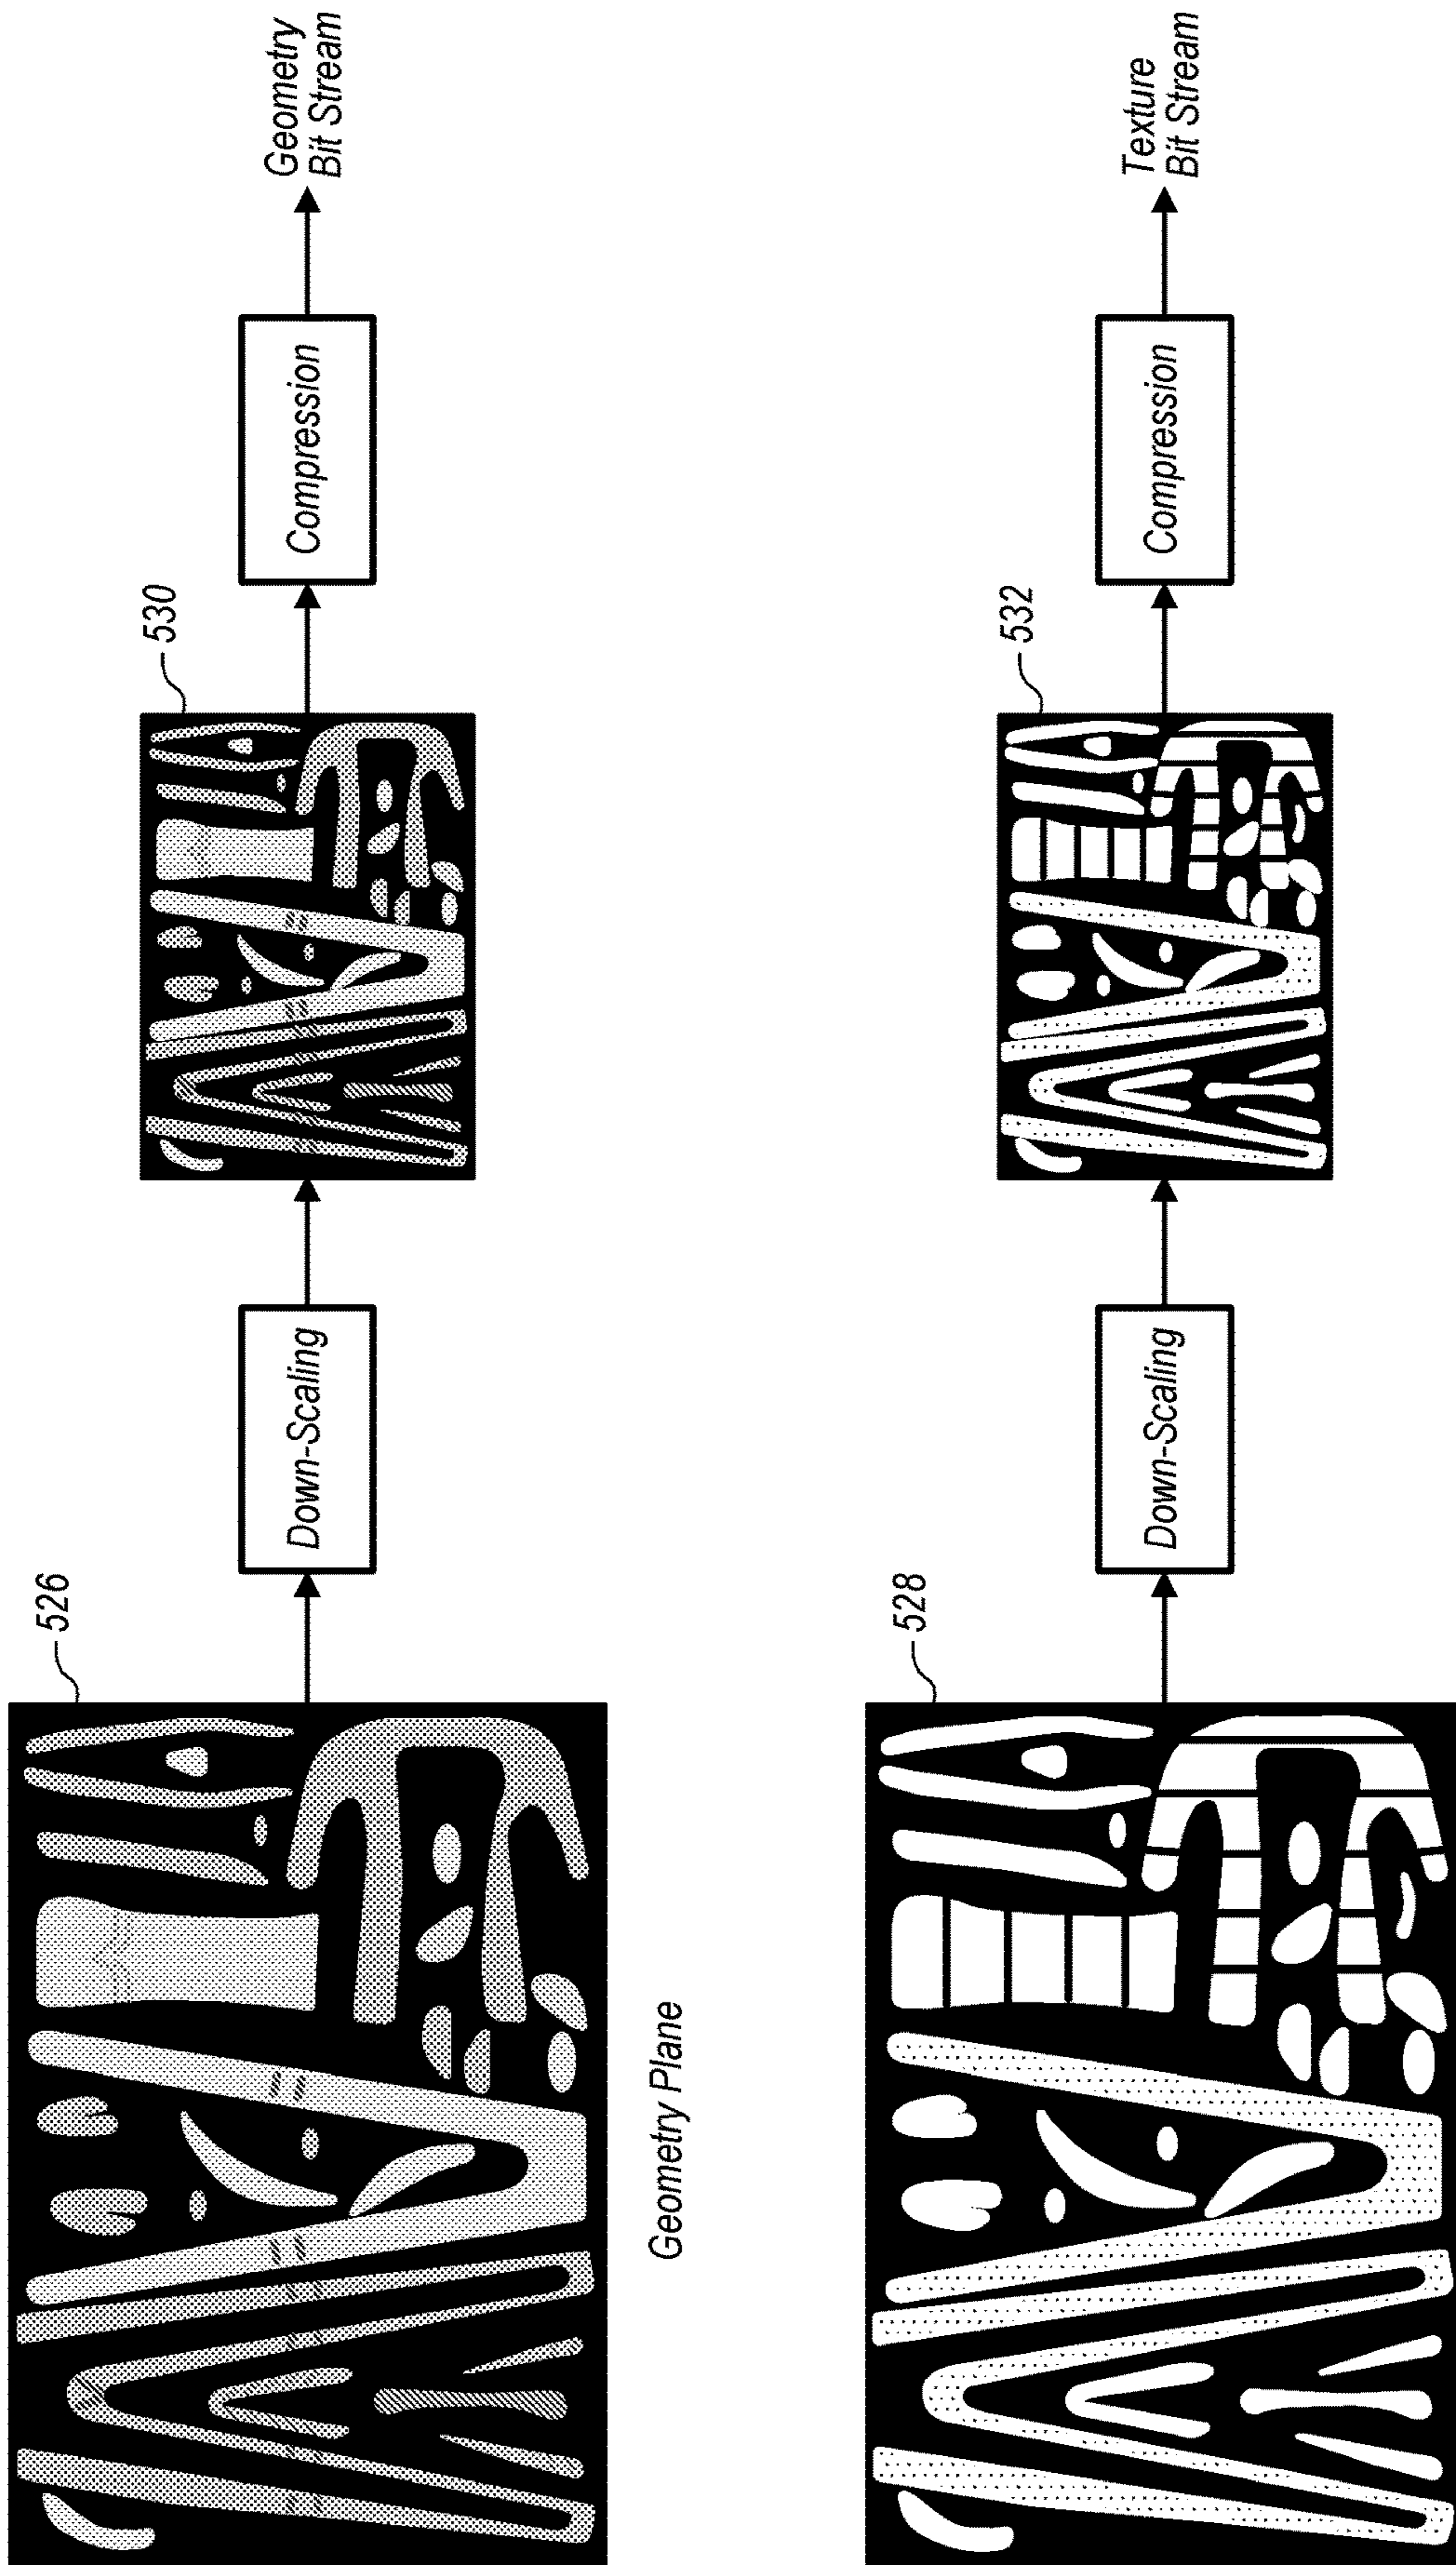 526
Down-Scaling
530
Compression
Geometry
Bit Stream
Geometry Plane
528
Down-Scaling
532
Compression
Texture
Bit Stream